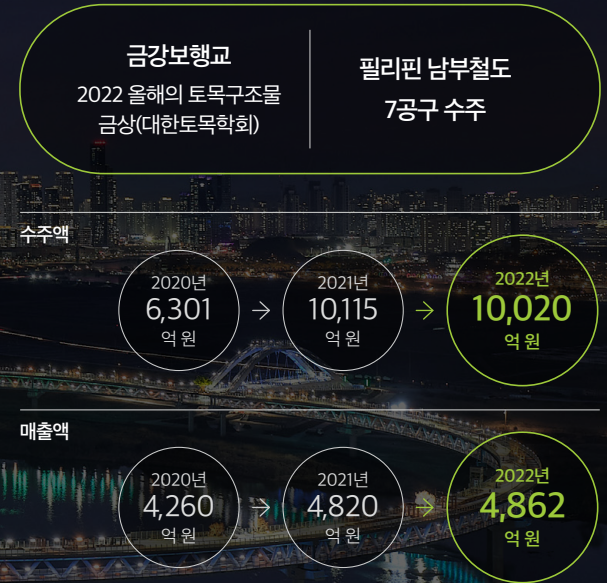 금강보행교
2022 올해의 토목구조물
금상(대한토목학회)
필리핀 남부철도
7공구 수주
수주액
2020년
6,301
억 원
2021년
10,115
억 원
2022년
10,020
억 원
매출액
2020년
4,260
억 원
2021년
4,820
억 원
2022년
4,862
억 원